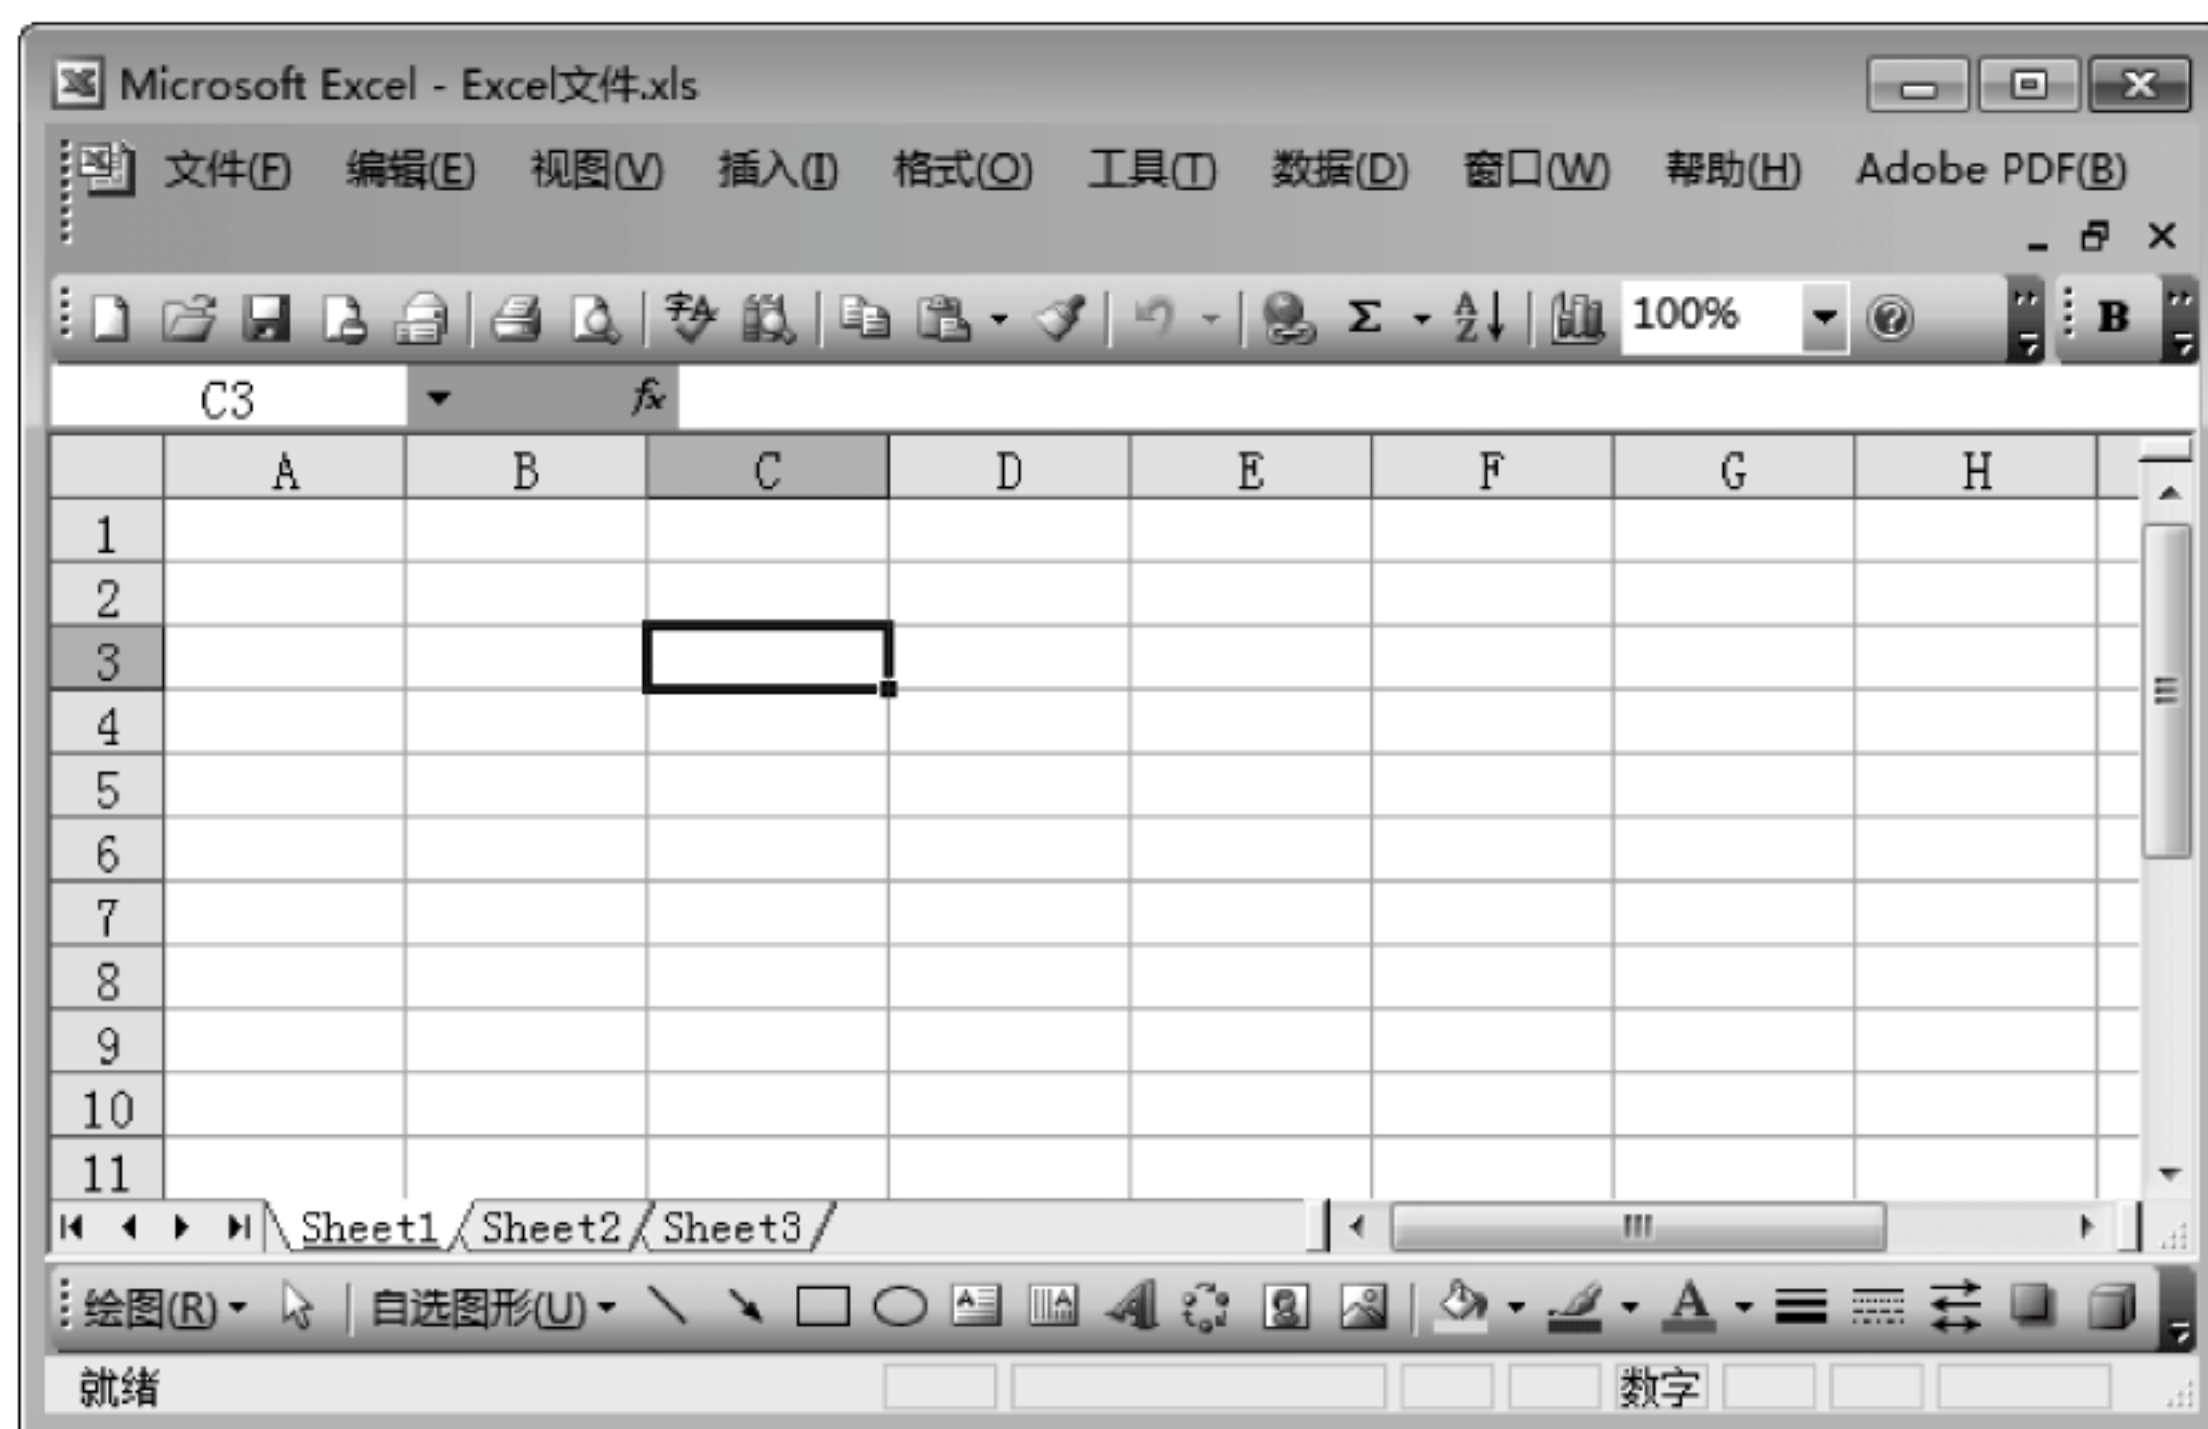 Microsoft Excel - Excel文件.xls
文件(F) 编辑(E) 视图(V) 插入(I) 格式(O) 工具(T) 数据(D) 窗口(W) 帮助(H) Adobe PDF(B)
Σ 100% B
C3 fx
A B C D E F G H
1
2
3
4
5
6
7
8
9
10
11
Sheet1 Sheet2 Sheet3
绘图(R) 自选图形(U) A
就绪 数字